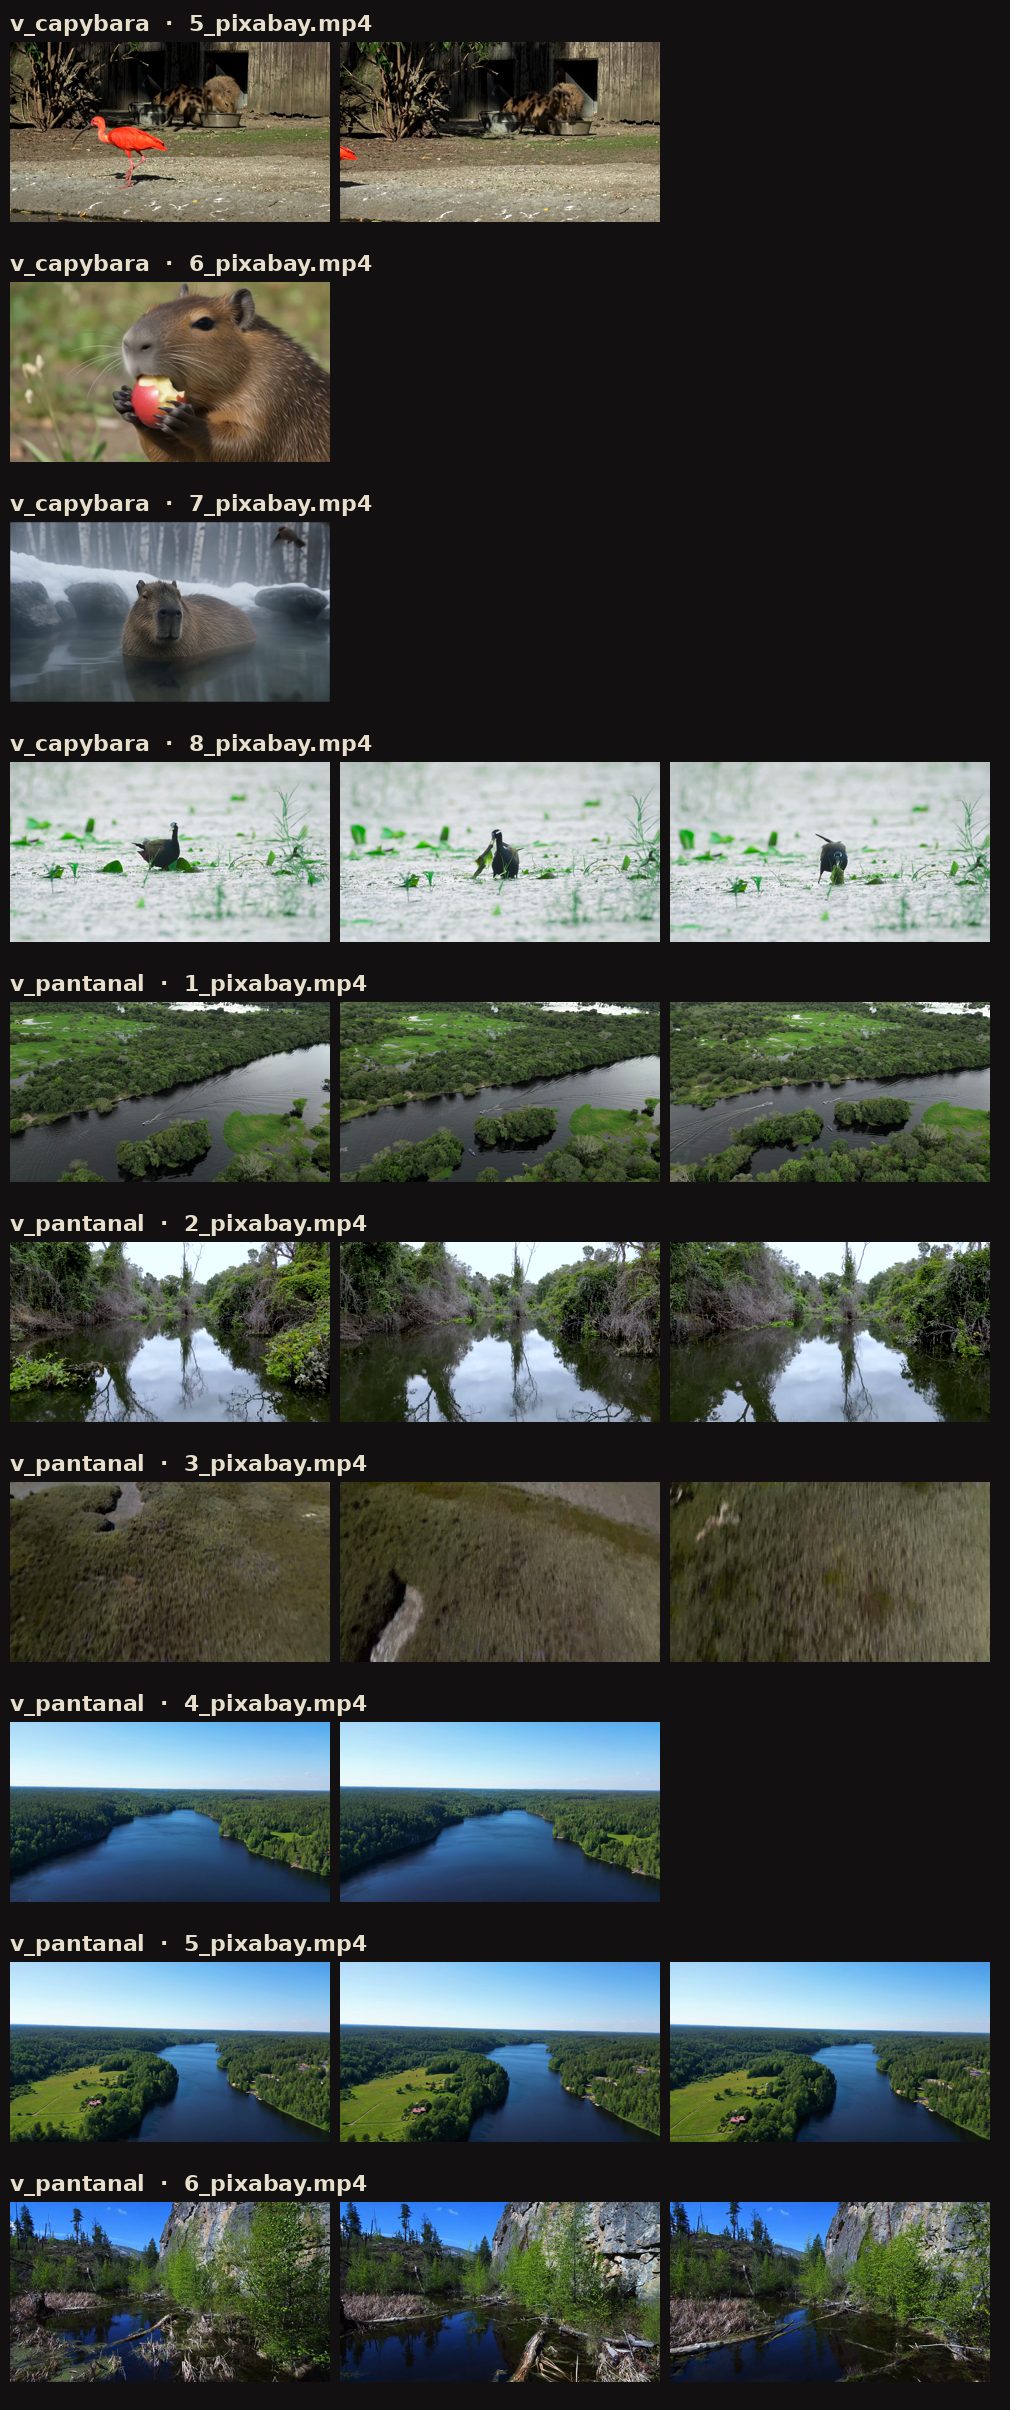 v_capybara · 5_pixabay.mp4
v_capybara · 6_pixabay.mp4
v_capybara · 7_pixabay.mp4
v_capybara · 8_pixabay.mp4
v_pantanal · 1_pixabay.mp4
v_pantanal · 2_pixabay.mp4
v_pantanal · 3_pixabay.mp4
v_pantanal · 4_pixabay.mp4
v_pantanal · 5_pixabay.mp4
v_pantanal · 6_pixabay.mp4